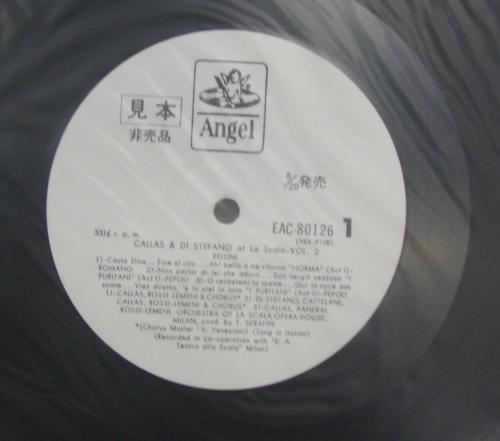 Angel
見本
非売品
8/20発売
EAC-80126 1
33⅓ r. p. m.
CALLAS & DI STEFANO at La Scala-VOL. 2
BELLINI
1)-Casta Diva... Fine al rito... Ah! bello a me ritorna "NORMA" (Act I)-
ROMANO 2)-Non parlar di lei che adoro... Son vergin vezzosa "I
PURITANI" (Act I)-PEPOLI 3)-O rendetemi la speme... Qui la voce sua
soave... Vien diletto, è in ciel la luna "I PURITANI" (Act II)-PEPOLI
1)-CALLAS, ROSSI-LEMENI & CHORUS* 2)-DI STEFANO, CATTELANI,
CALLAS, ROSSI-LEMENI & CHORUS* 3)-CALLAS, PANERAI,
ROSSI-LEMENI. ORCHESTRA OF LA SCALA OPERA HOUSE,
MILAN, cond. by T. SERAFIN
*(Chorus Master : V. Veneziani) (Sung in Italian)
(Recorded in co-operation with "E. A.
Teatro alla Scala" Milan)